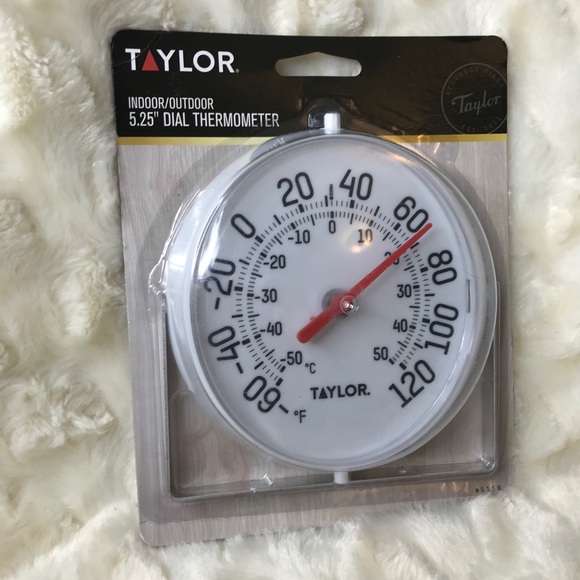 TAYLOR®
INDOOR/OUTDOOR
5.25" DIAL THERMOMETER
Taylor
-60 -40 -20 0 20 40 60 80 100 120
°F
-50 -40 -30 -20 -10 0 10 20 30 40 50
°C
TAYLOR.